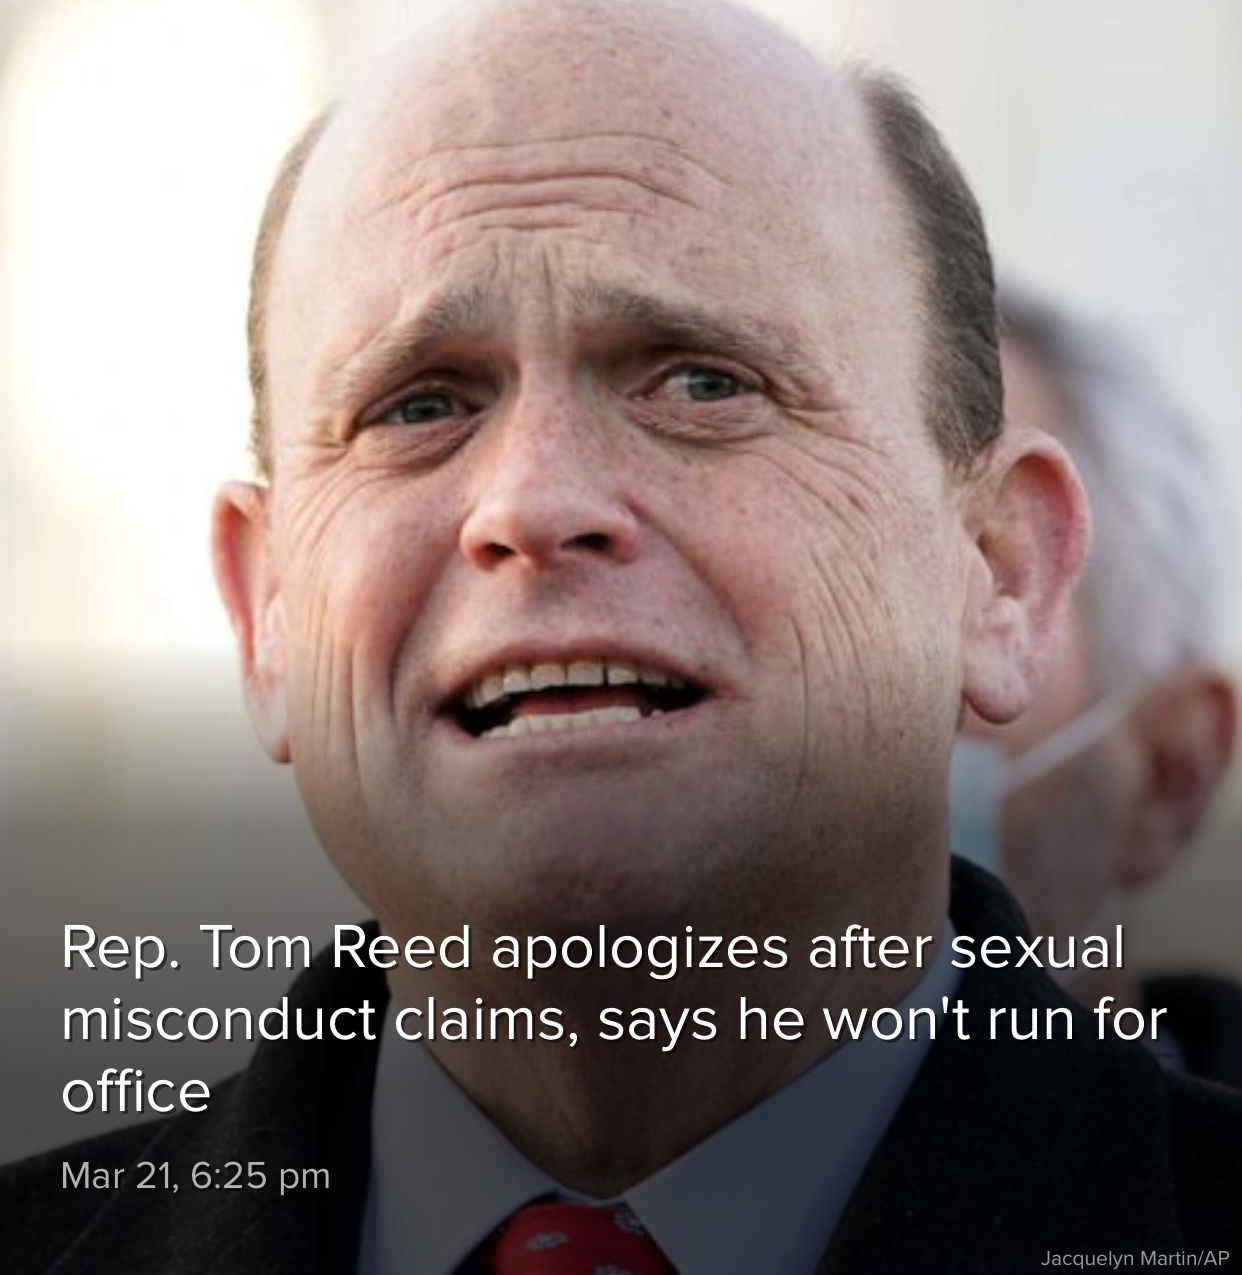 Rep. Tom Reed apologizes after sexual
misconduct claims, says he won't run for
office
Mar 21, 6:25 pm
Jacquelyn Martin/AP